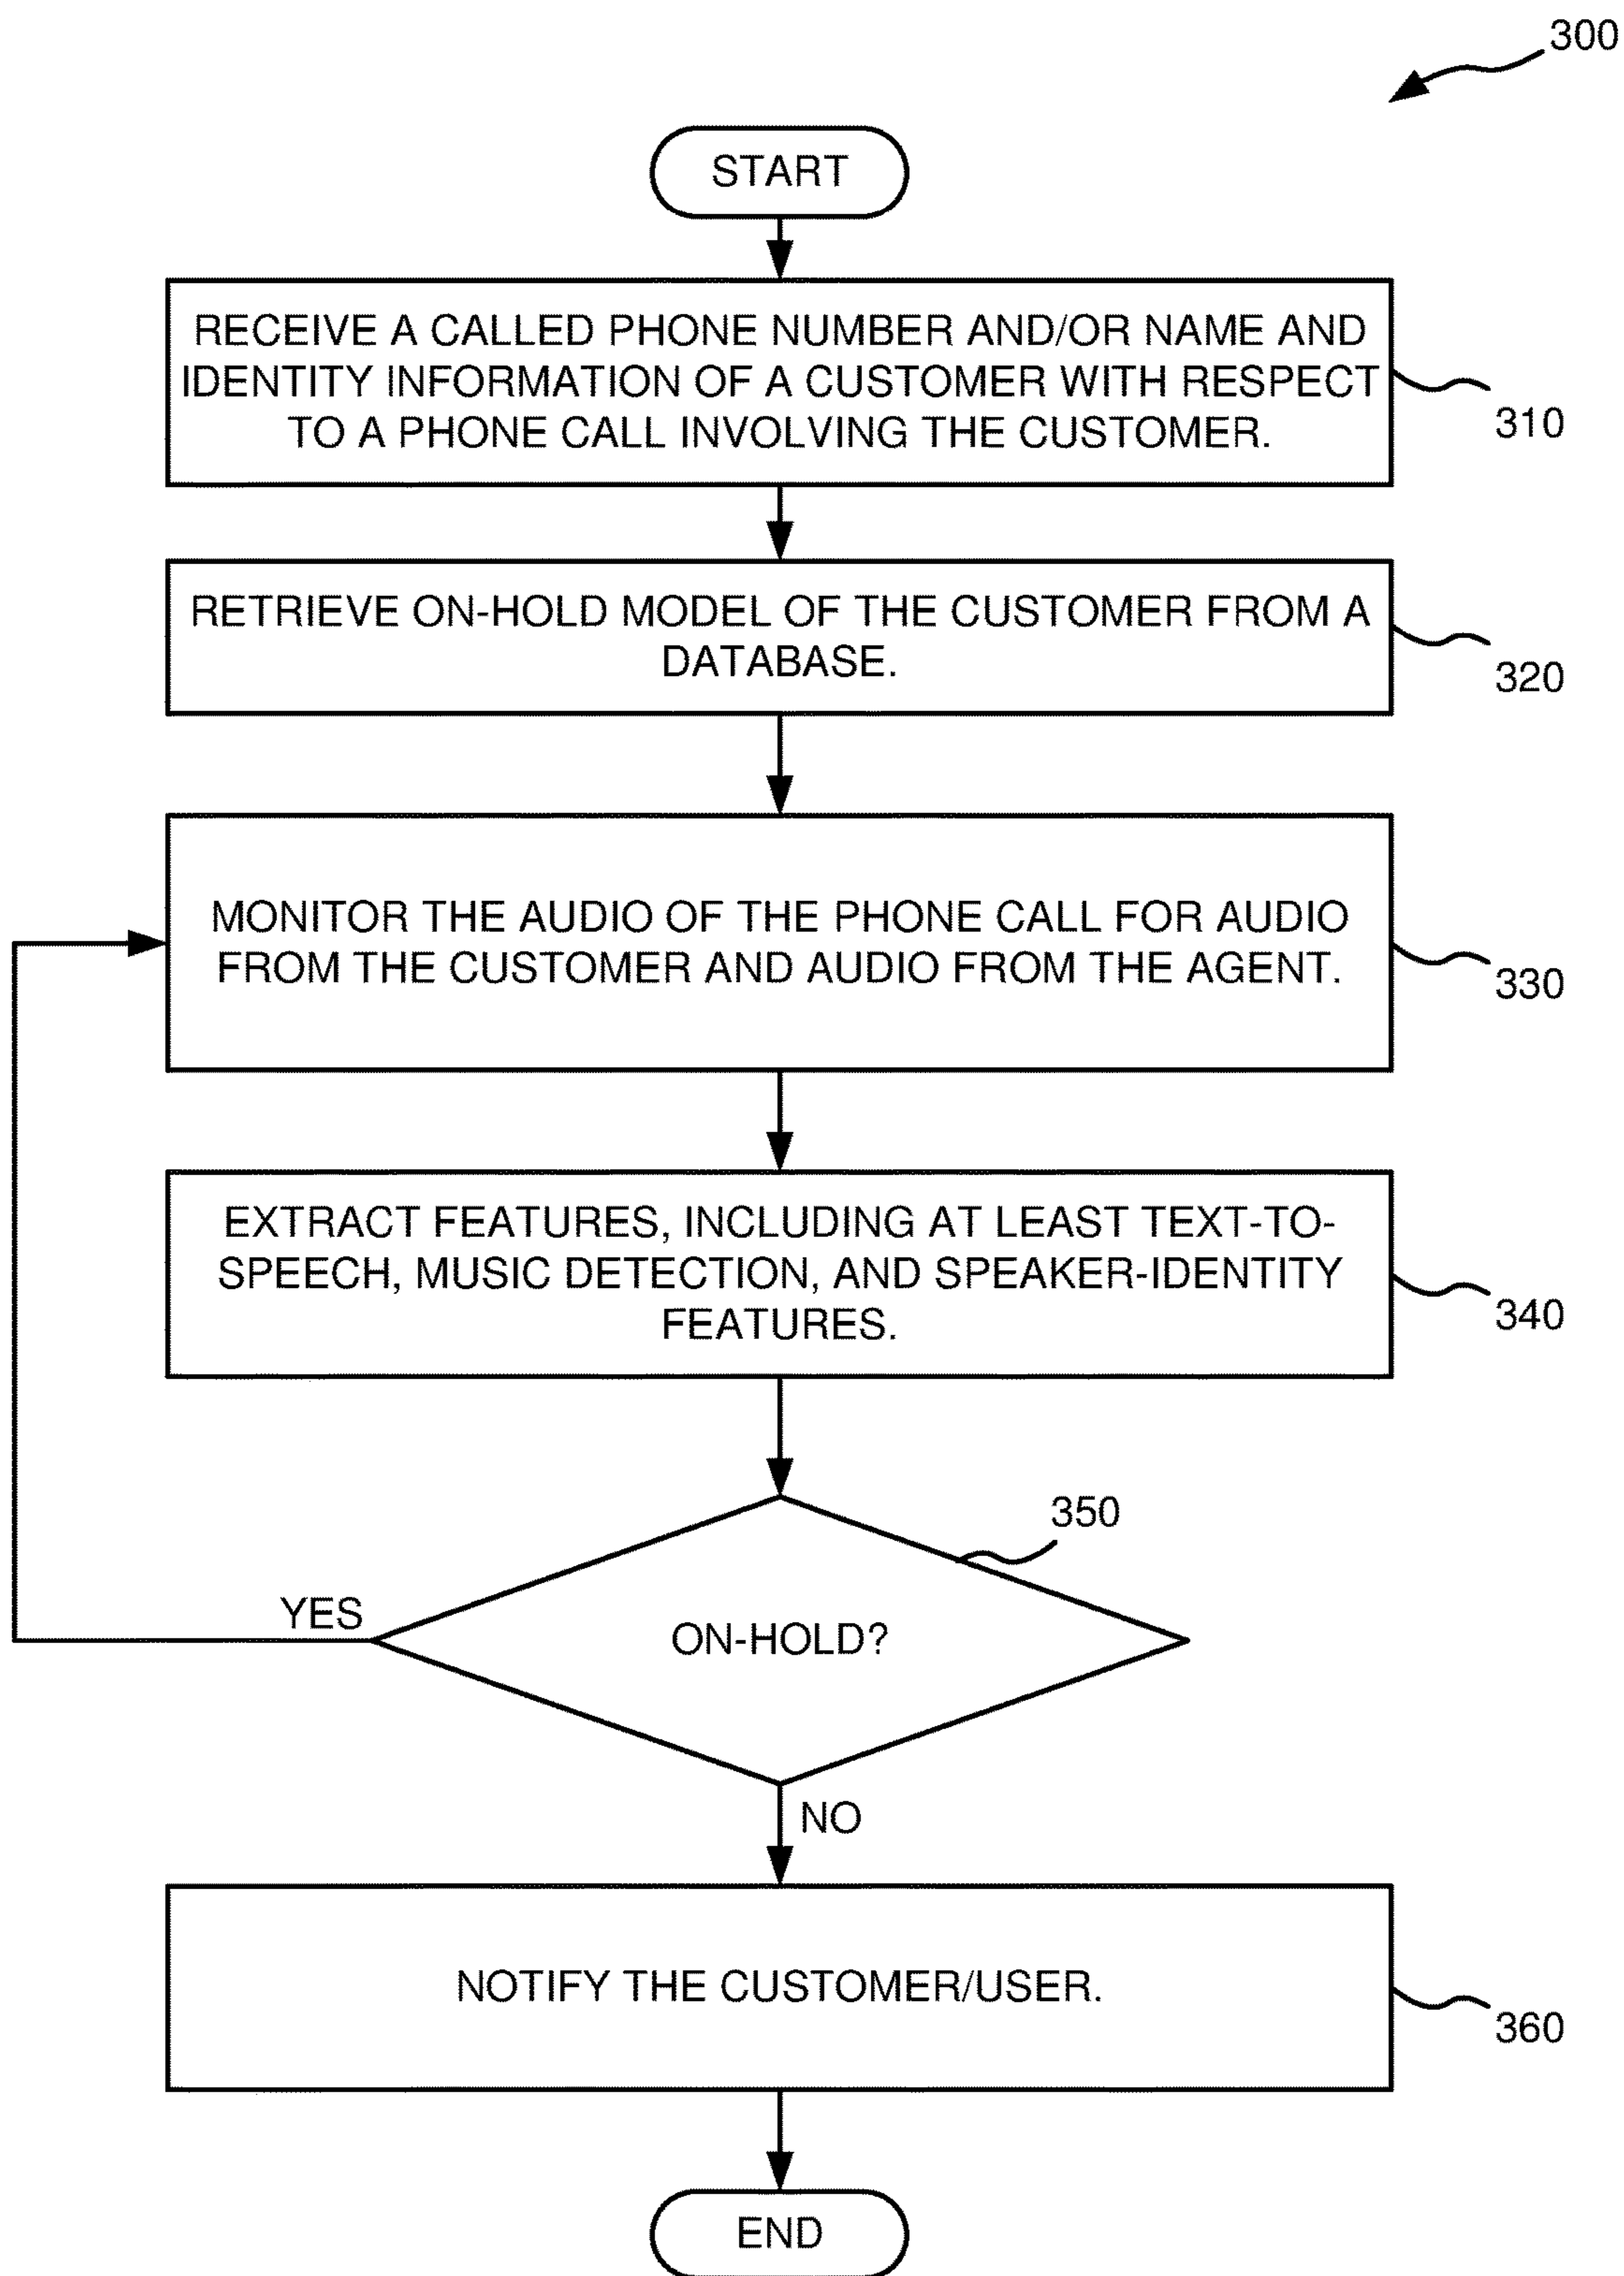 300
START
RECEIVE A CALLED PHONE NUMBER AND/OR NAME AND
IDENTITY INFORMATION OF A CUSTOMER WITH RESPECT
TO A PHONE CALL INVOLVING THE CUSTOMER.
310
RETRIEVE ON-HOLD MODEL OF THE CUSTOMER FROM A
DATABASE.
320
MONITOR THE AUDIO OF THE PHONE CALL FOR AUDIO
FROM THE CUSTOMER AND AUDIO FROM THE AGENT.
330
EXTRACT FEATURES, INCLUDING AT LEAST TEXT-TO-
SPEECH, MUSIC DETECTION, AND SPEAKER-IDENTITY
FEATURES.
340
350
YES
ON-HOLD?
NO
NOTIFY THE CUSTOMER/USER.
360
END